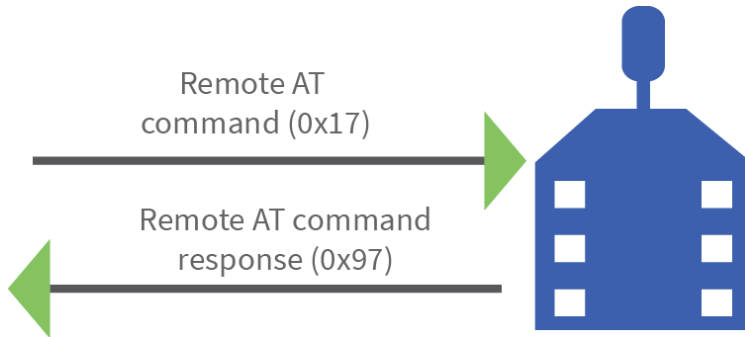 Remote AT
command (0x17)
Remote AT command
response (0x97)